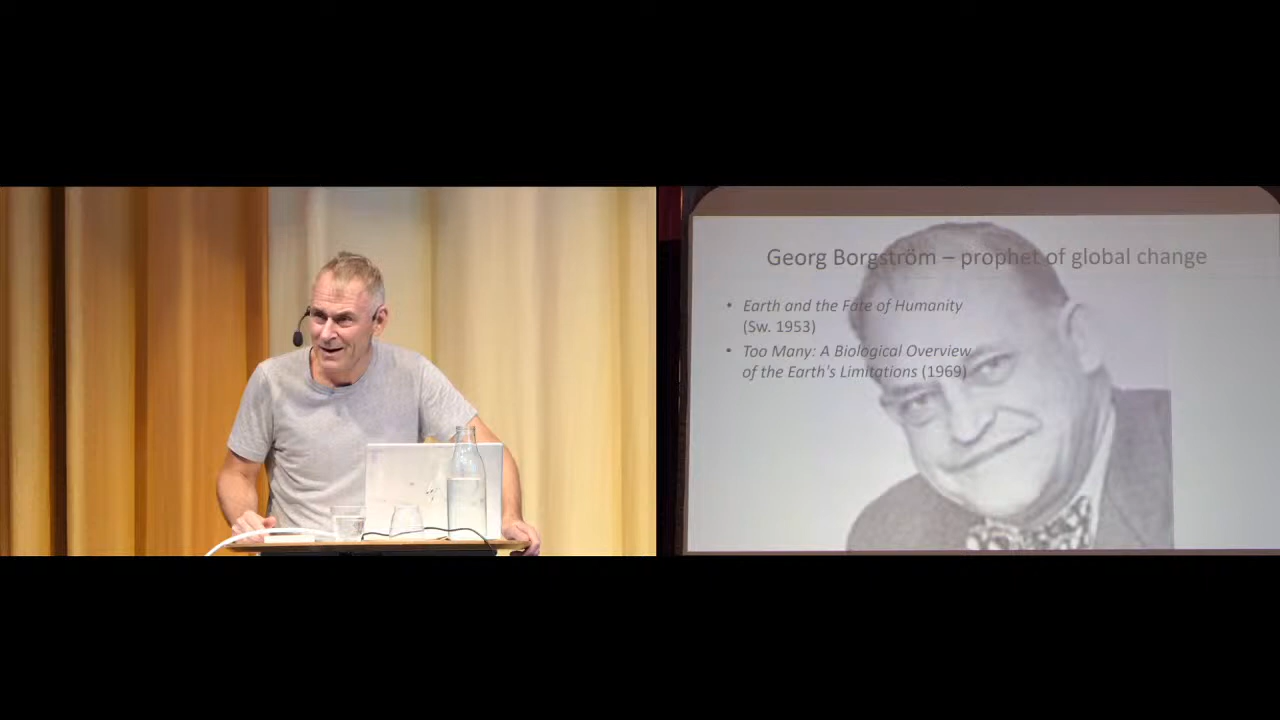 Georg Borgström – prophet of global change
• Earth and the Fate of Humanity
(Sw. 1953)
• Too Many: A Biological Overview
of the Earth's Limitations (1969)